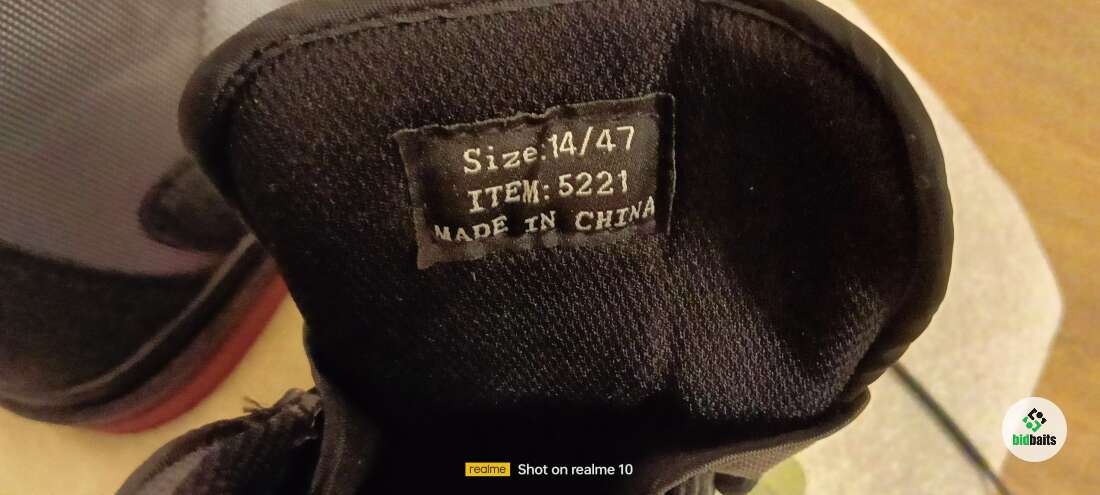 Size:14/47
ITEM:5221
MADE IN CHINA
bidbaits
realme Shot on realme 10